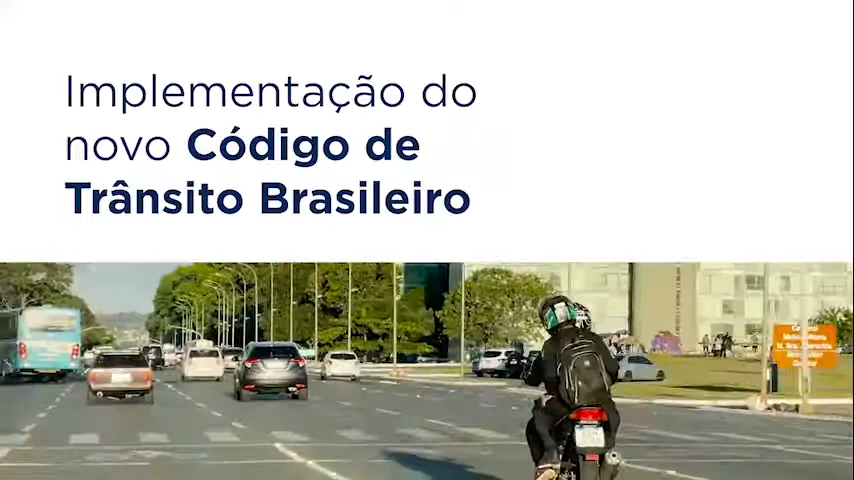 Implementação do
novo Código de
Trânsito Brasileiro